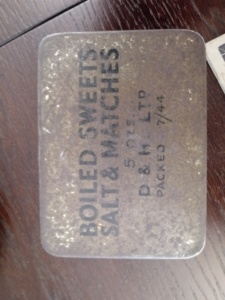 BOILED SWEETS
SALT & MATCHES
5 OZS
D & H LTD
PACKED 7/44